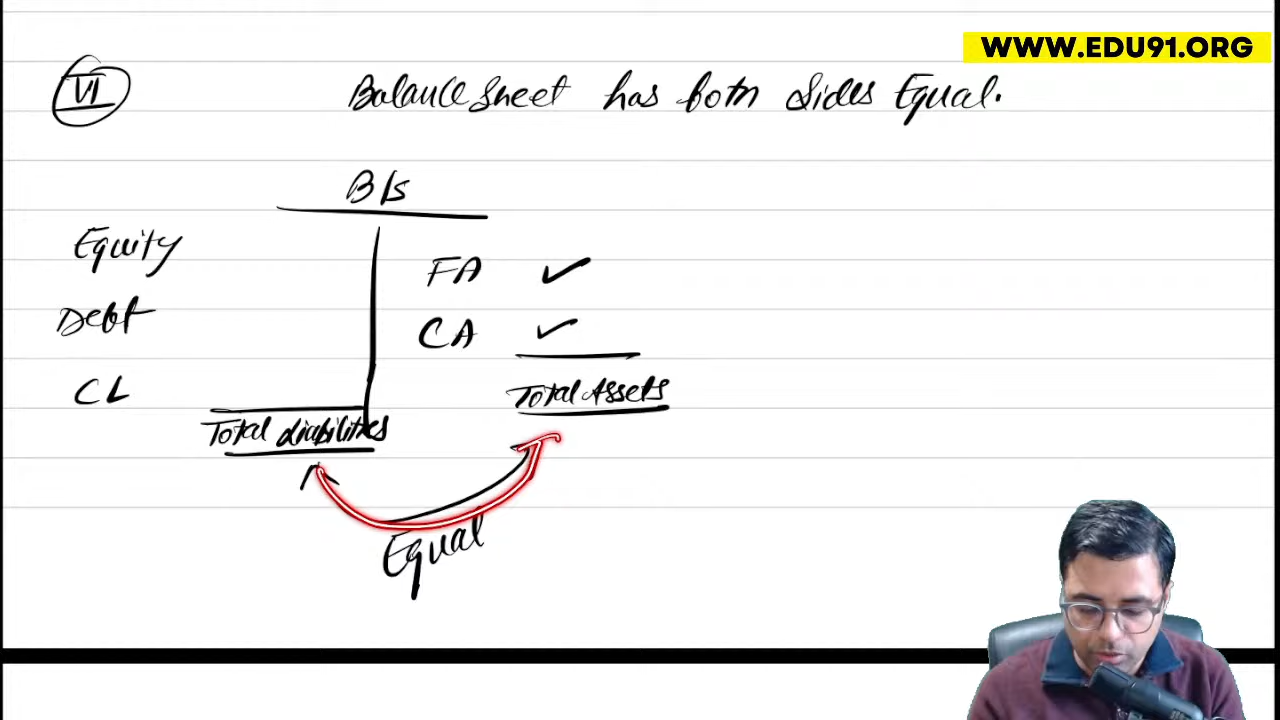 WWW.EDU91.ORG
VI Balance Sheet has both sides Equal.
B/s
Equity
FA
Debt
CA
CL
Total Assets
Total Liabilities
Equal